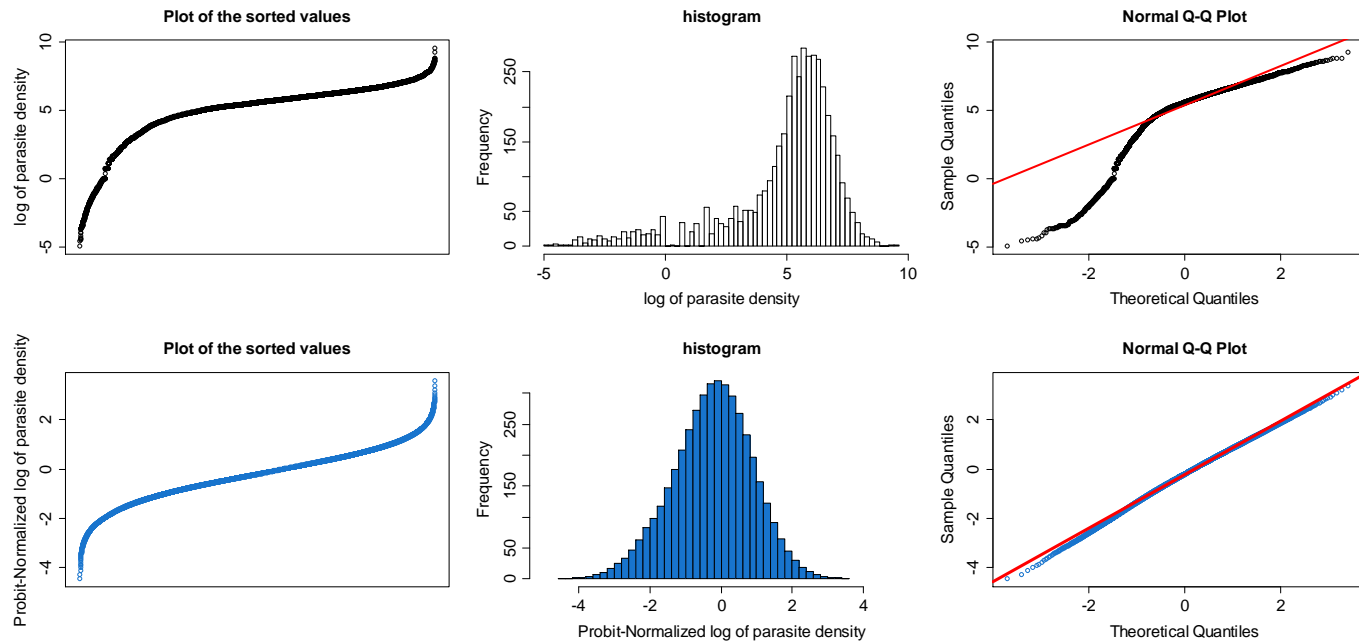 Plot of the sorted values
log of parasite density
10
5
0
-5
histogram
Frequency
250
150
50
0
-5
0
5
10
log of parasite density
Normal Q-Q Plot
Sample Quantiles
10
5
0
-5
-2
0
2
Theoretical Quantiles
Plot of the sorted values
Probit-Normalized log of parasite density
2
0
-2
-4
histogram
Frequency
250
150
50
0
-4
-2
0
2
4
Probit-Normalized log of parasite density
Normal Q-Q Plot
Sample Quantiles
2
0
-2
-4
-2
0
2
Theoretical Quantiles